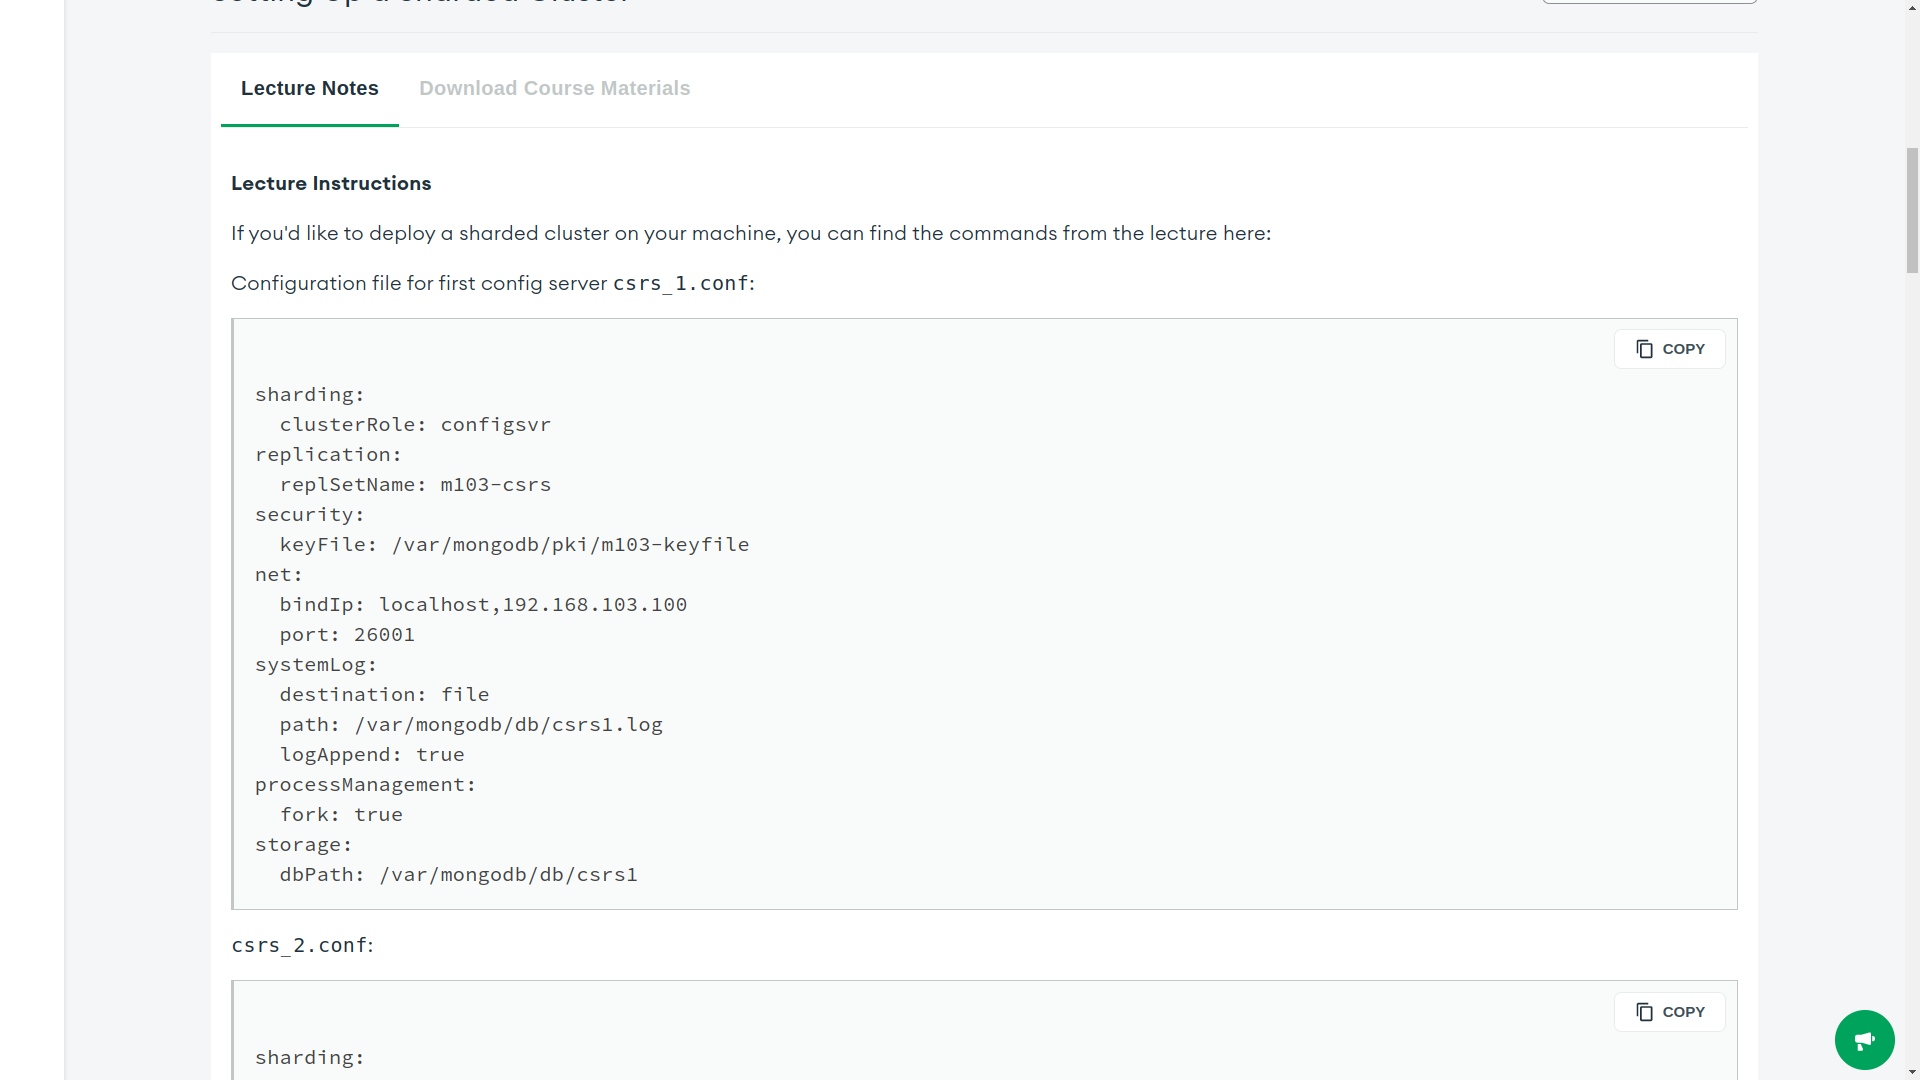 Setting Up a Sharded Cluster
Lecture Notes
Download Course Materials
Lecture Instructions
If you'd like to deploy a sharded cluster on your machine, you can find the commands from the lecture here:
Configuration file for first config server csrs_1.conf:
COPY
sharding:
  clusterRole: configsvr
replication:
  replSetName: m103-csrs
security:
  keyFile: /var/mongodb/pki/m103-keyfile
net:
  bindIp: localhost,192.168.103.100
  port: 26001
systemLog:
  destination: file
  path: /var/mongodb/db/csrs1.log
  logAppend: true
processManagement:
  fork: true
storage:
  dbPath: /var/mongodb/db/csrs1
csrs_2.conf:
COPY
sharding: